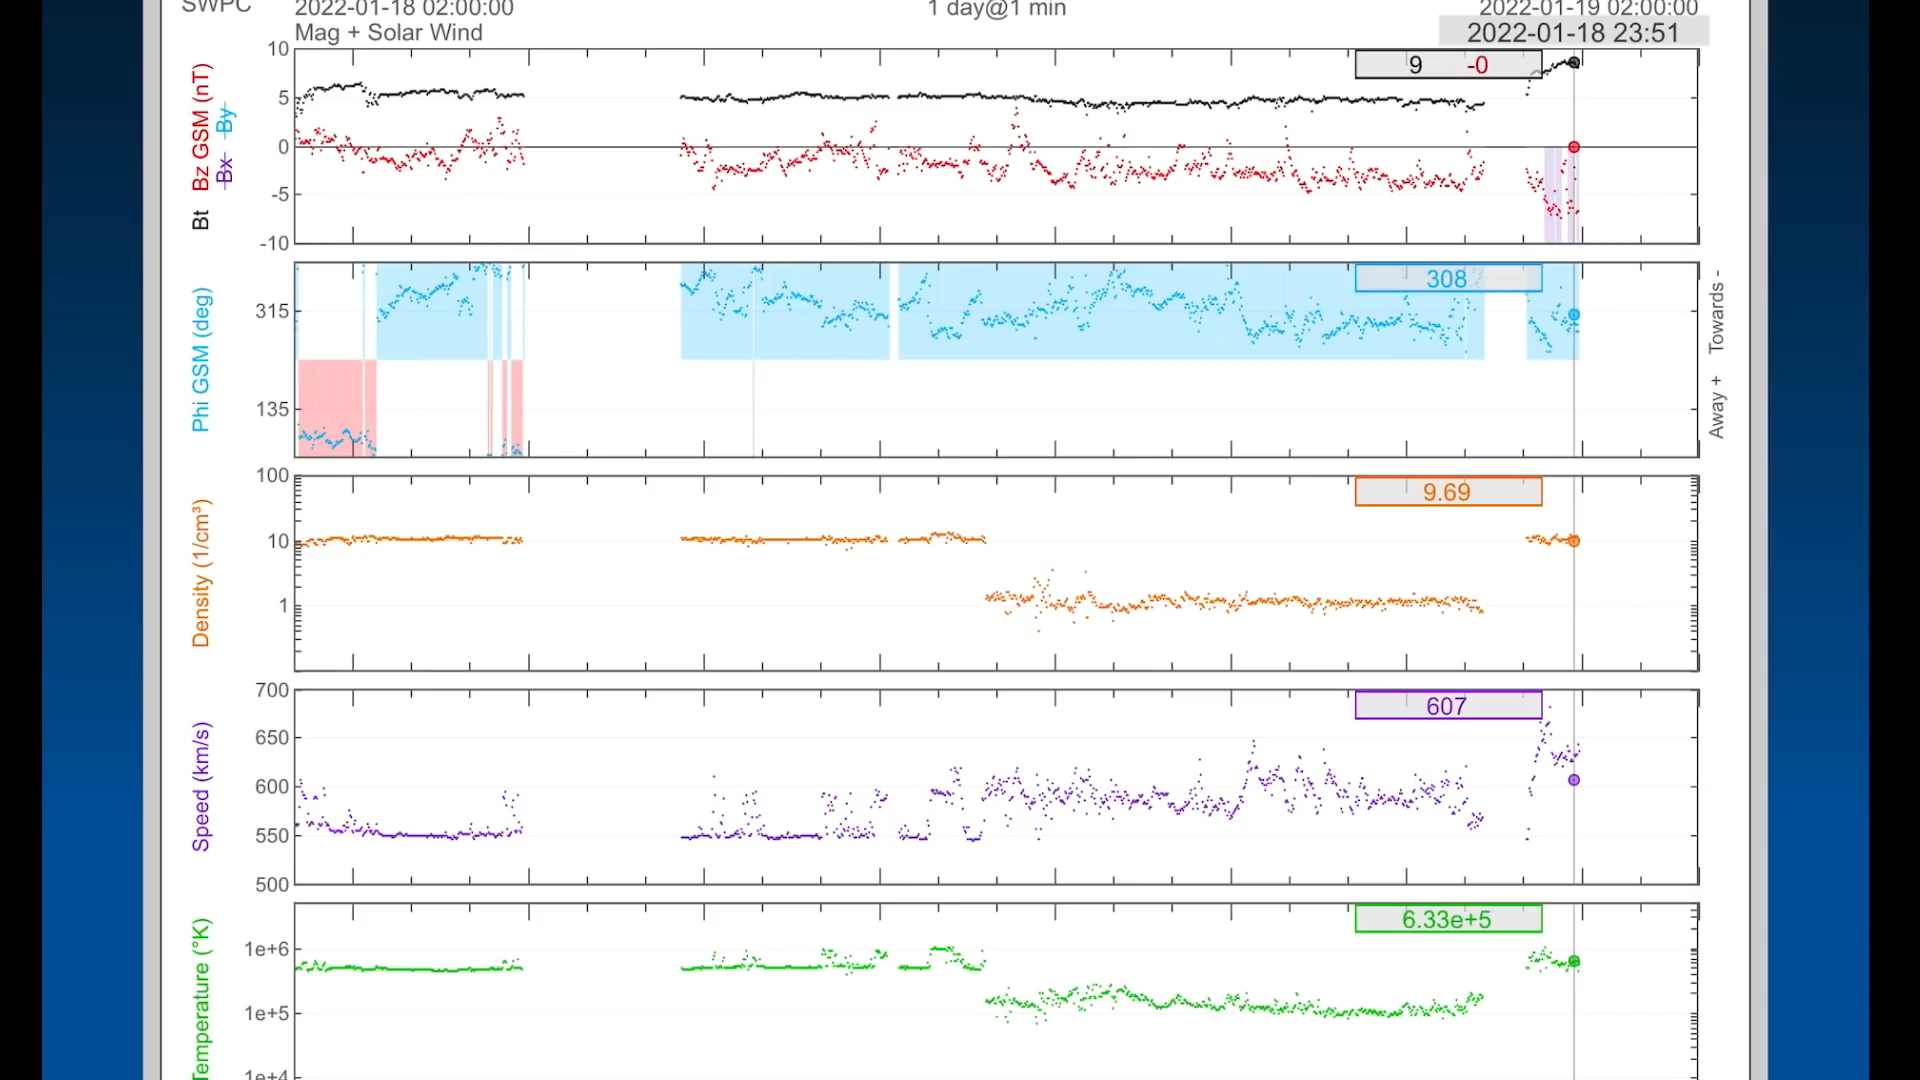 SWPC 2022-01-18 02:00:00 1 day@1 min 2022-01-19 02:00:00
Mag + Solar Wind 2022-01-18 23:51
Bt Bz GSM (nT)
Bx By
10
5
0
-5
-10
9 -0
Phi GSM (deg)
315
135
308
Away + Towards -
Density (1/cm³)
100
10
1
9.69
Speed (km/s)
700
650
600
550
500
607
Temperature (°K)
1e+6
1e+5
1e+4
6.33e+5